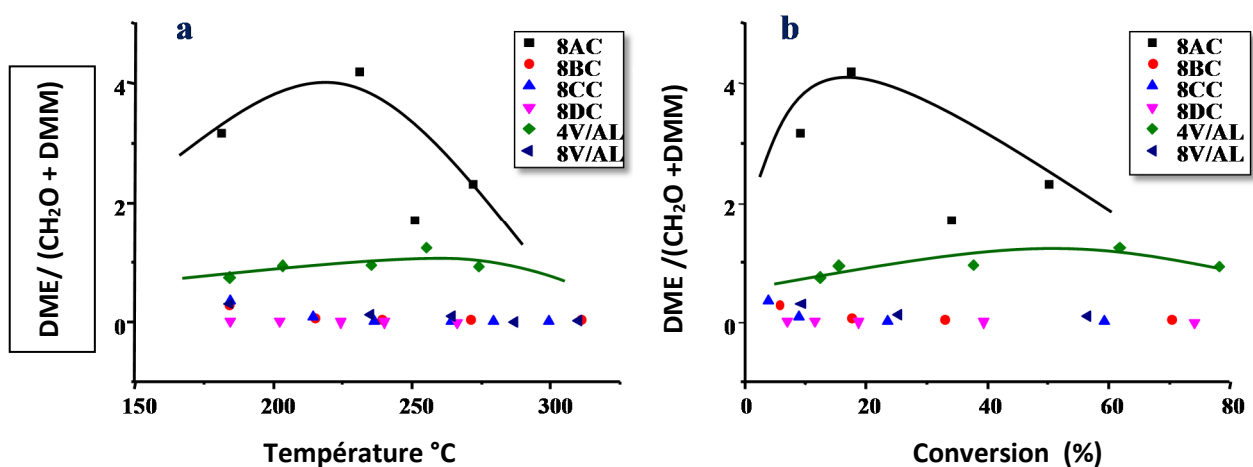 a
DME/ (CH₂O + DMM)
4
2
0
150
200
250
300
Température °C
8AC
8BC
8CC
8DC
4V/AL
8V/AL
b
DME /(CH₂O +DMM)
4
2
0
0
20
40
60
80
Conversion (%)
8AC
8BC
8CC
8DC
4V/AL
8V/AL